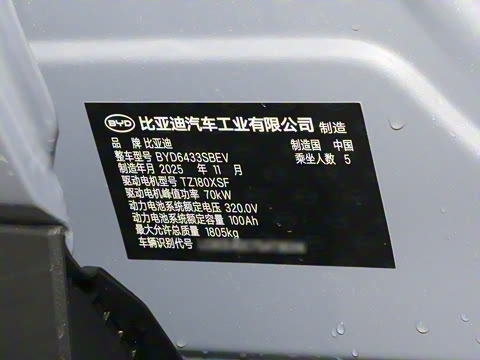 BYD 比亚迪汽车工业有限公司 制造
品 牌 比亚迪 制造国 中国
整车型号 BYD6433SBEV 乘坐人数 5
制造年月 2025 年 11 月
驱动电机型号 TZ180XSF
驱动电机峰值功率 70kW
动力电池系统额定电压 320.0V
动力电池系统额定容量 100Ah
最大允许总质量 1805kg
车辆识别代号